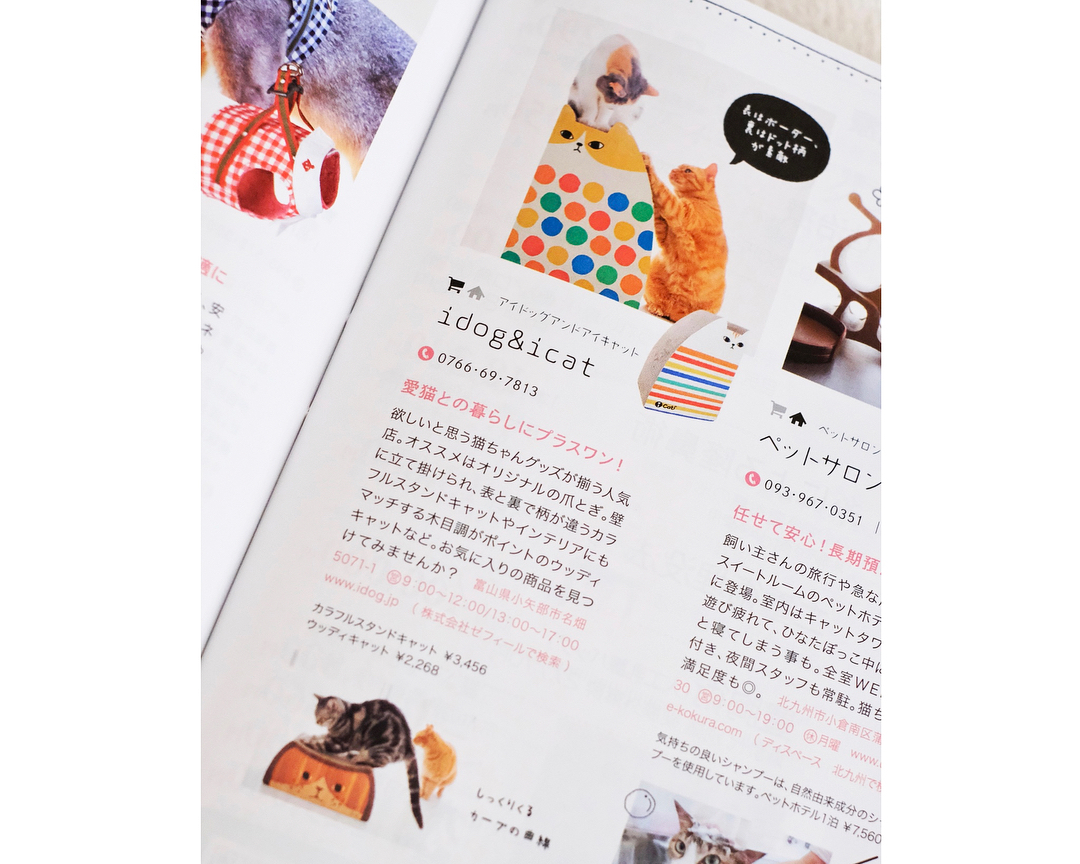 適に
、安
ネ
表はボーダー、
裏はドット柄
が素敵
アイドッグアンドアイキャット
idog&icat
0766・69・7813
iCat
愛猫との暮らしにプラスワン！
欲しいと思う猫ちゃんグッズが揃う人気
店。オススメはオリジナルの爪とぎ。壁
に立て掛けられ、表と裏で柄が違うカラ
フルスタンドキャットやインテリアにも
マッチする木目調がポイントのウッディ
キャットなど。お気に入りの商品を見つ
けてみませんか？ 富山県小矢部市名畑
5071-1 ㊂9:00〜12:00/13:00〜17:00
www.idog.jp （株式会社ゼフィールで検索）
カラフルスタンドキャット ¥3,456
ウッディキャット ¥2,268
しっくりくる
カーブの曲線
ペットサロン
ペットサロン
093・967・0351
任せて安心！長期預
飼い主さんの旅行や急な
スイートルームのペットホテ
に登場。室内はキャットタワ
遊び疲れて、ひなたぼっこ中に
と寝てしまう事も。全室WE
付き、夜間スタッフも常駐。猫ち
満足度も◎。 北九州市小倉南区蒲
30 ㊂9:00〜19:00 ㊡月曜 www.
e-kokura.com （ディスペース 北九州で検
気持ちの良いシャンプーは、自然由来成分のシ
プーを使用しています。ペットホテル1泊 ¥7,560